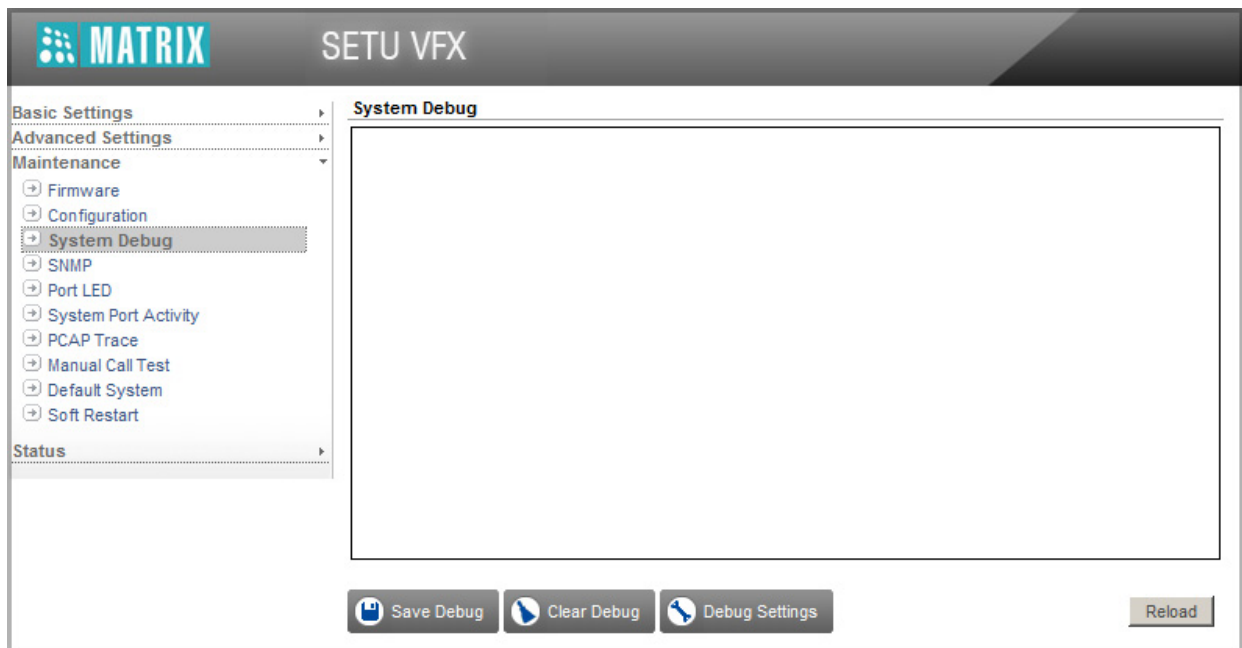 MATRIX
SETU VFX
Basic Settings
Advanced Settings
Maintenance
Firmware
Configuration
System Debug
SNMP
Port LED
System Port Activity
PCAP Trace
Manual Call Test
Default System
Soft Restart
Status
System Debug
Save Debug
Clear Debug
Debug Settings
Reload